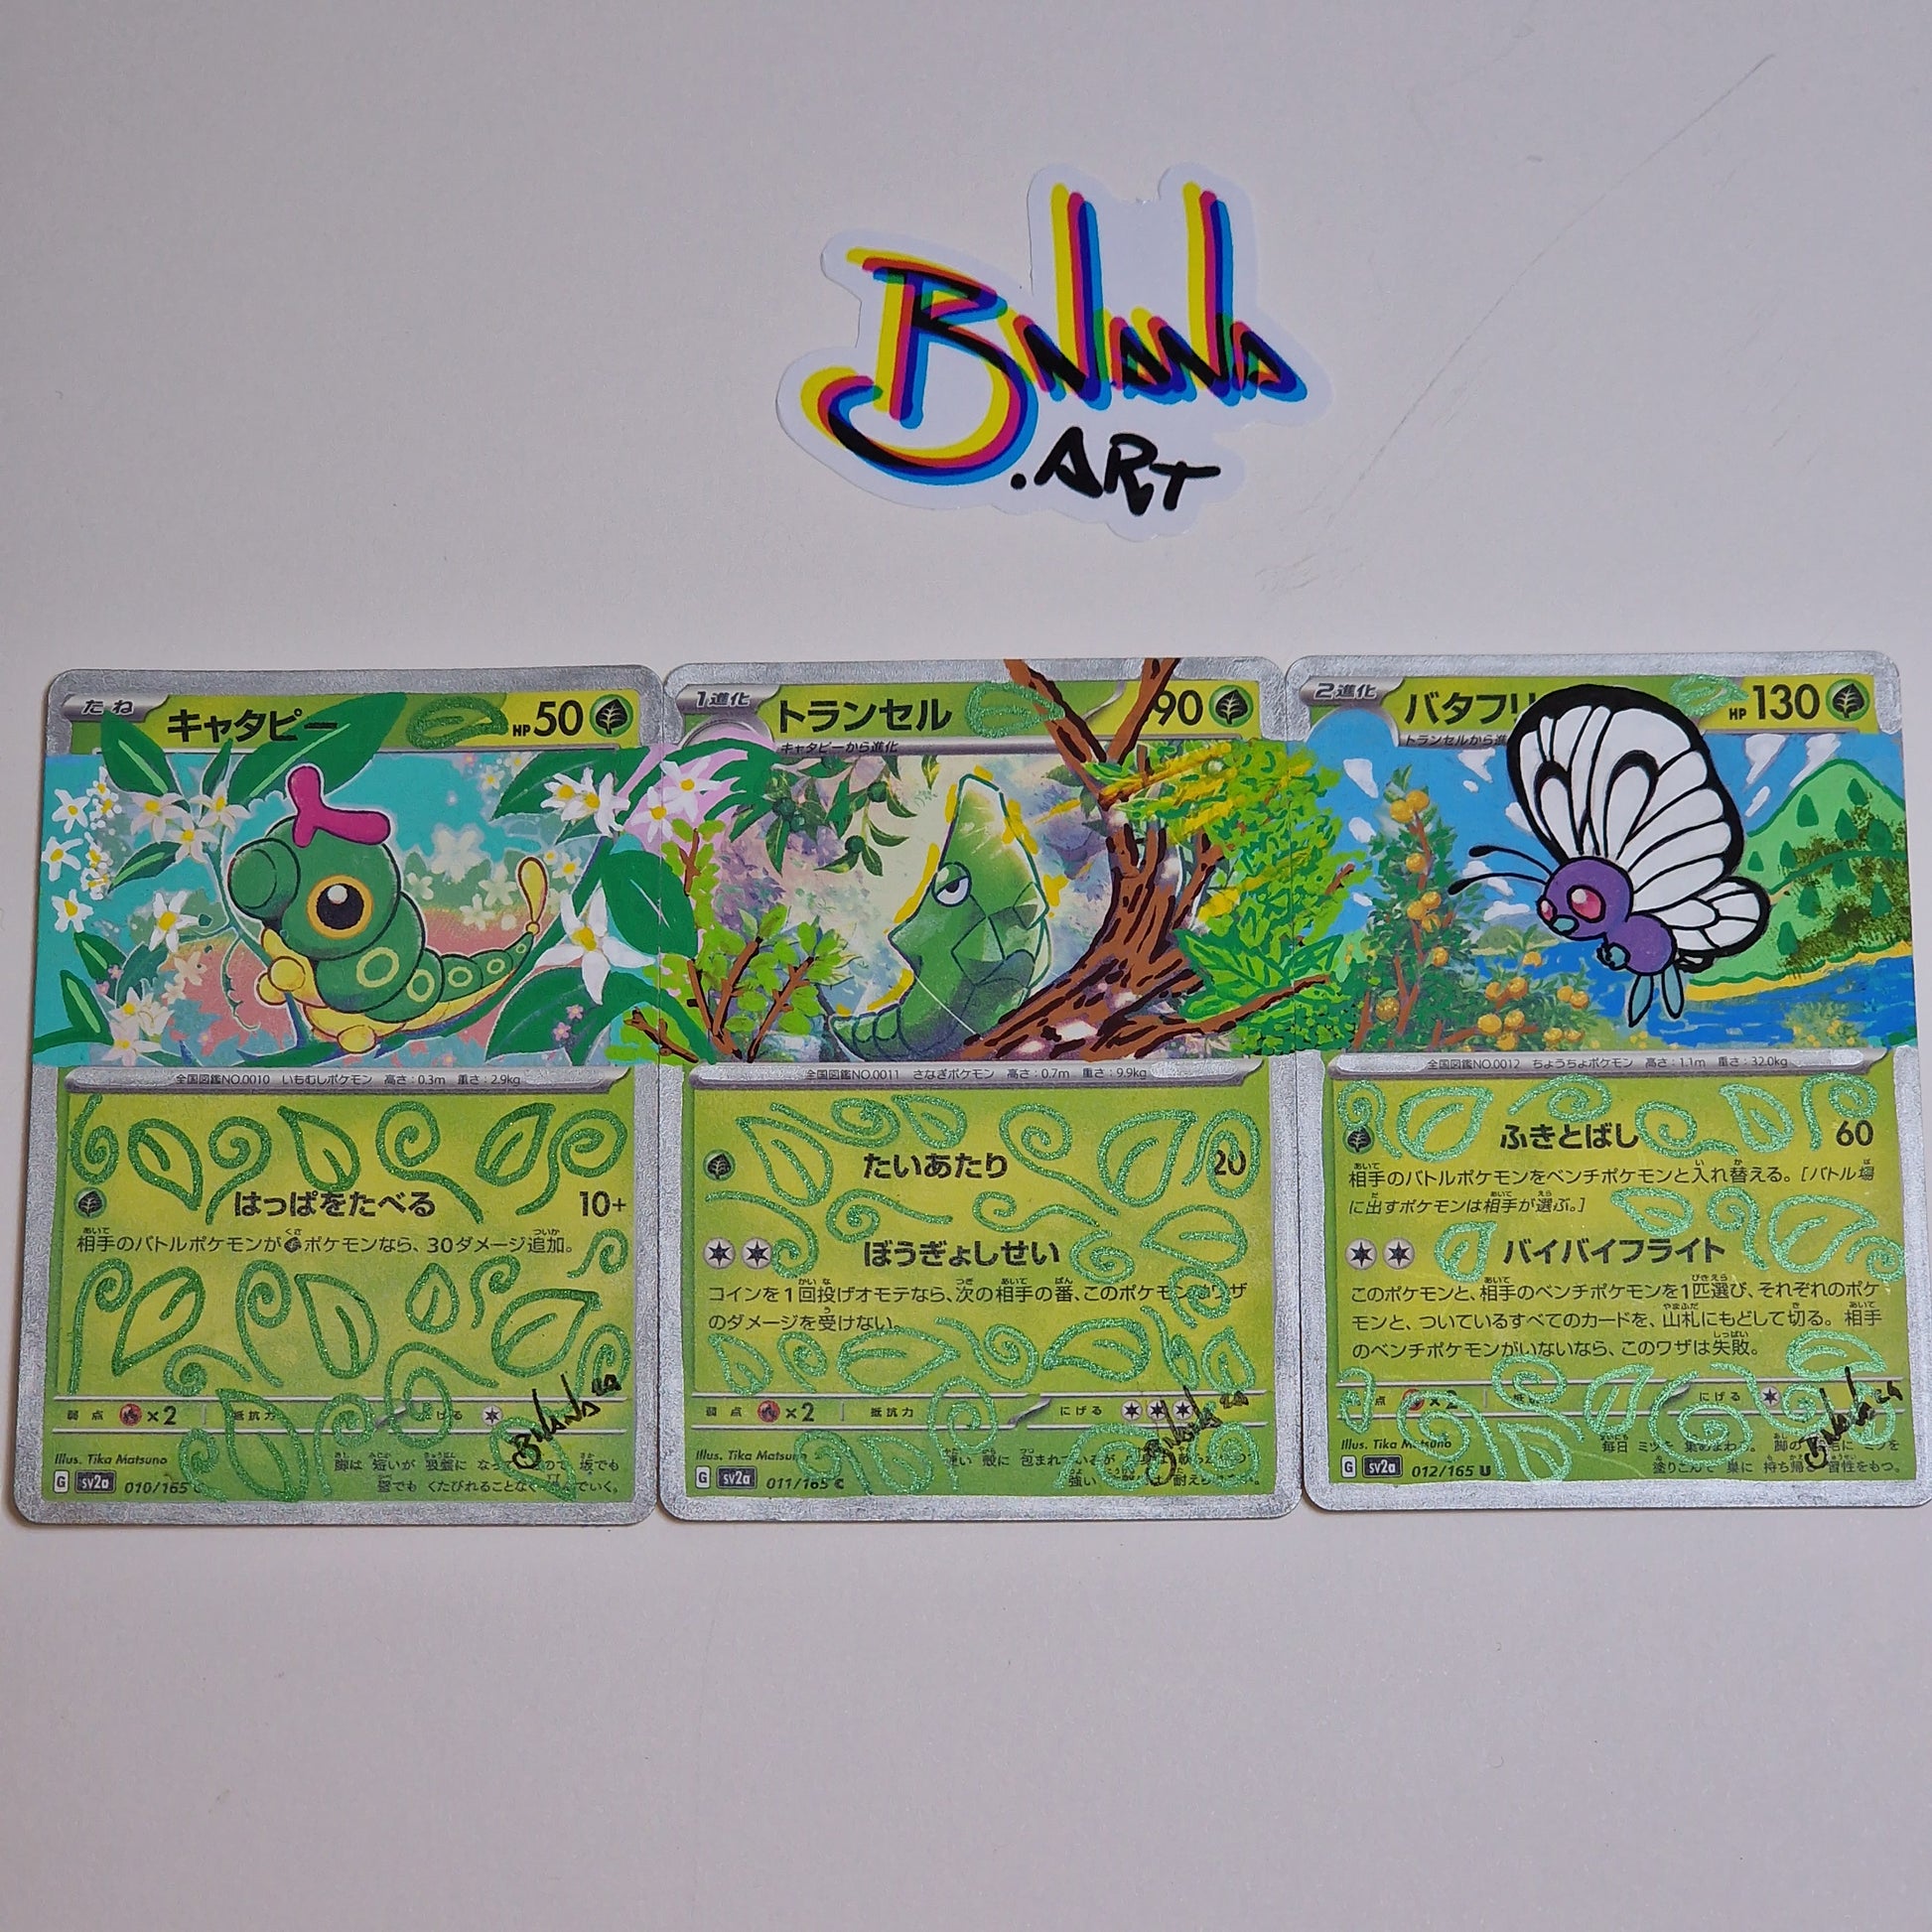 BANANA
.ART
たね
キャタピー
HP 50
全国図鑑NO.0010 いもむしポケモン 高さ:0.3m 重さ:2.9kg
はっぱをたべる 10+
相手のバトルポケモンがポケモンなら、30ダメージ追加。
弱点 ×2 抵抗力 にげる
Illus. Tika Matsuno
G sv2a 010/165
1進化
トランセル
90
キャタピーから進化
全国図鑑NO.0011 さなぎポケモン 高さ:0.7m 重さ:9.9kg
たいあたり 20
ぼうぎょしせい
コインを1回投げオモテなら、次の相手の番、このポケモンはワザ
のダメージを受けない。
弱点 ×2 抵抗力 にげる
Illus. Tika Matsuno
G sv2a 011/165 C
2進化
バタフリ
HP 130
トランセルから進
全国図鑑NO.0012 ちょうちょポケモン 高さ:1.1m 重さ:32.0kg
ふきとばし 60
相手のバトルポケモンをベンチポケモンと入れ替える。[バトル場
に出すポケモンは相手が選ぶ。]
バイバイフライト
このポケモンと、相手のベンチポケモンを1匹選び、それぞれのポケ
モンと、ついているすべてのカードを、山札にもどして切る。相手
のベンチポケモンがいないなら、このワザは失敗。
×2 にげる
Illus. Tika Matsuno
G sv2a 012/165 U